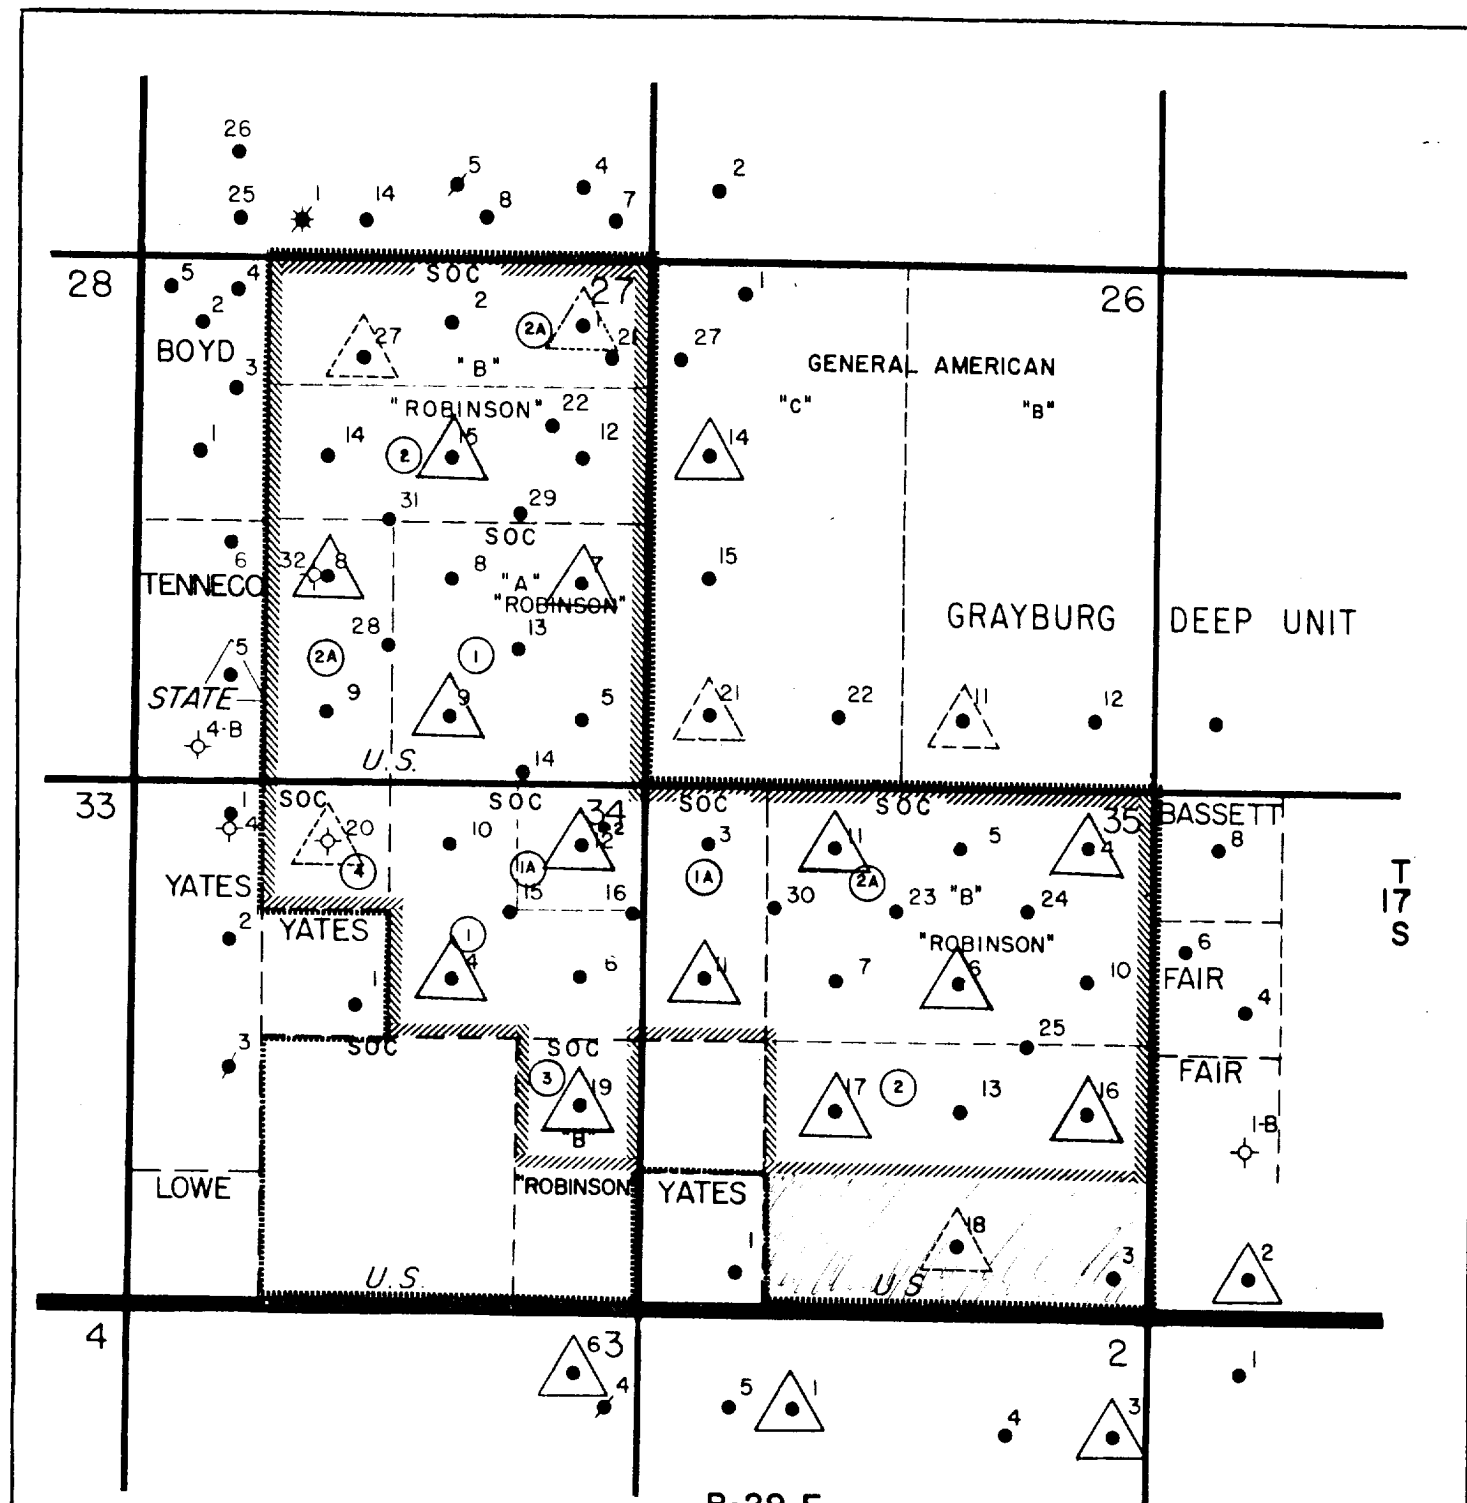 26
25 1 14 5 8 4 7 2
28 5 4 SOC 27 1 26
2 2 2A 1
BOYD 27 21 27 GENERAL AMERICAN
3 "B" "C" "B"
"ROBINSON" 22
1 14 2 15 12 14
31 29
SOC
6 32 8 8 "A" 7 15
TENNECO "ROBINSON"
GRAYBURG DEEP UNIT
28 13
2A 1
5
STATE 9 9 5 21 22 11 12
4-B
U.S. 14
33 1 SOC SOC 34 SOC SOC 35 BASSETT
4 20 10 12 2 3 11 5 4 8
4 11A 1A 2A T
YATES 15 16 30 23 "B" 24 17
2 YATES S
1 "ROBINSON" 6
1 4 6 11 7 6 10 FAIR
4
3 SOC SOC 25
3 19 17 2 13 16 FAIR
"B" 1-B
LOWE "ROBINSON YATES
18
1 3 2
U.S. US
4 6 3 2 1
4 5 1 4 3